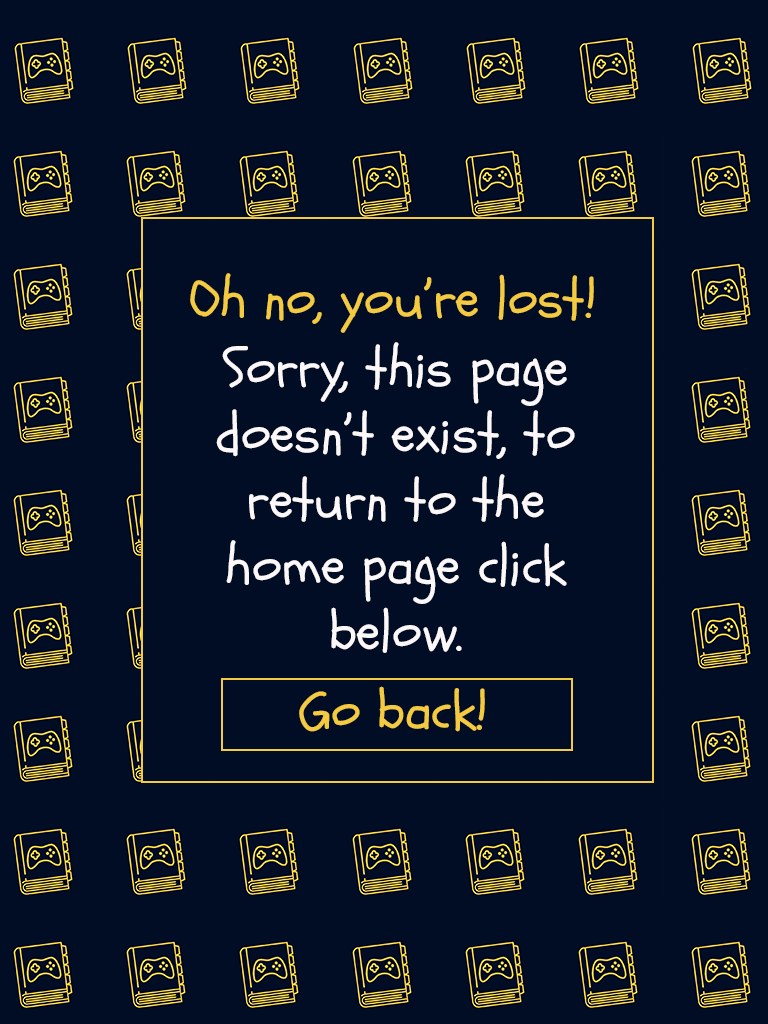 Oh no, you're lost!
Sorry, this page
doesn't exist, to
return to the
home page click
below.
Go back!